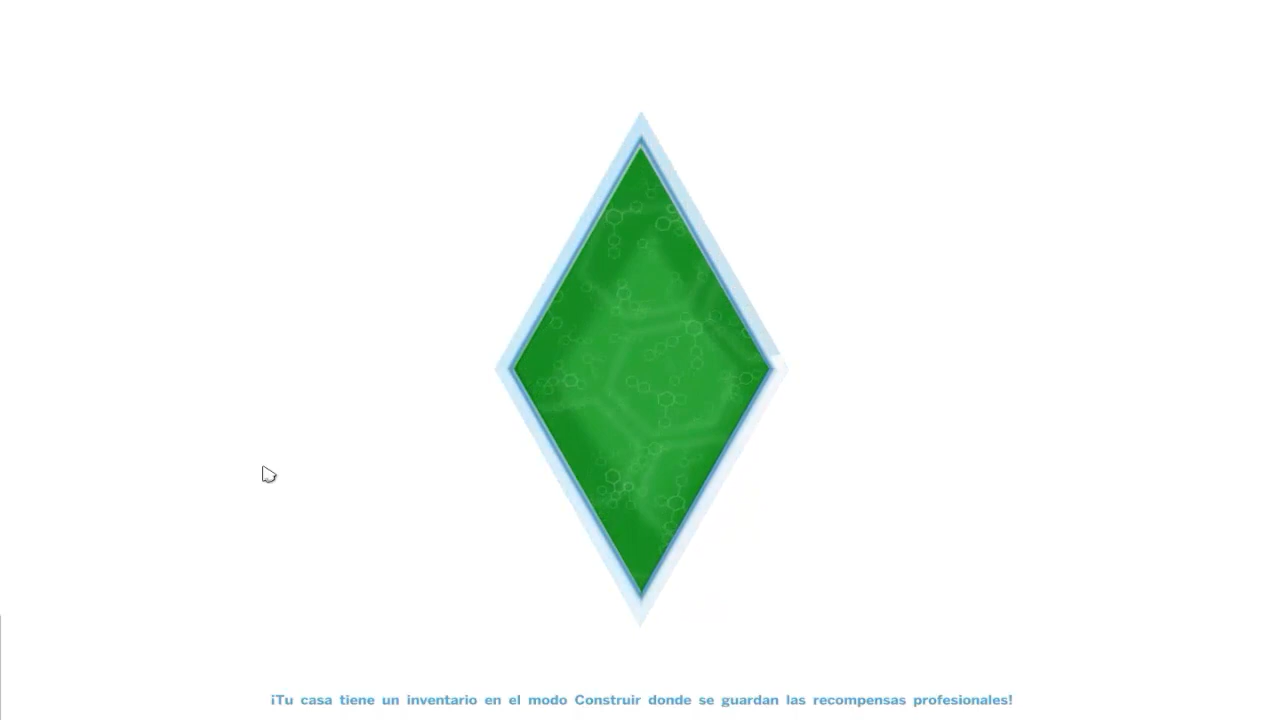 ¡Tu casa tiene un inventario en el modo Construir donde se guardan las recompensas profesionales!